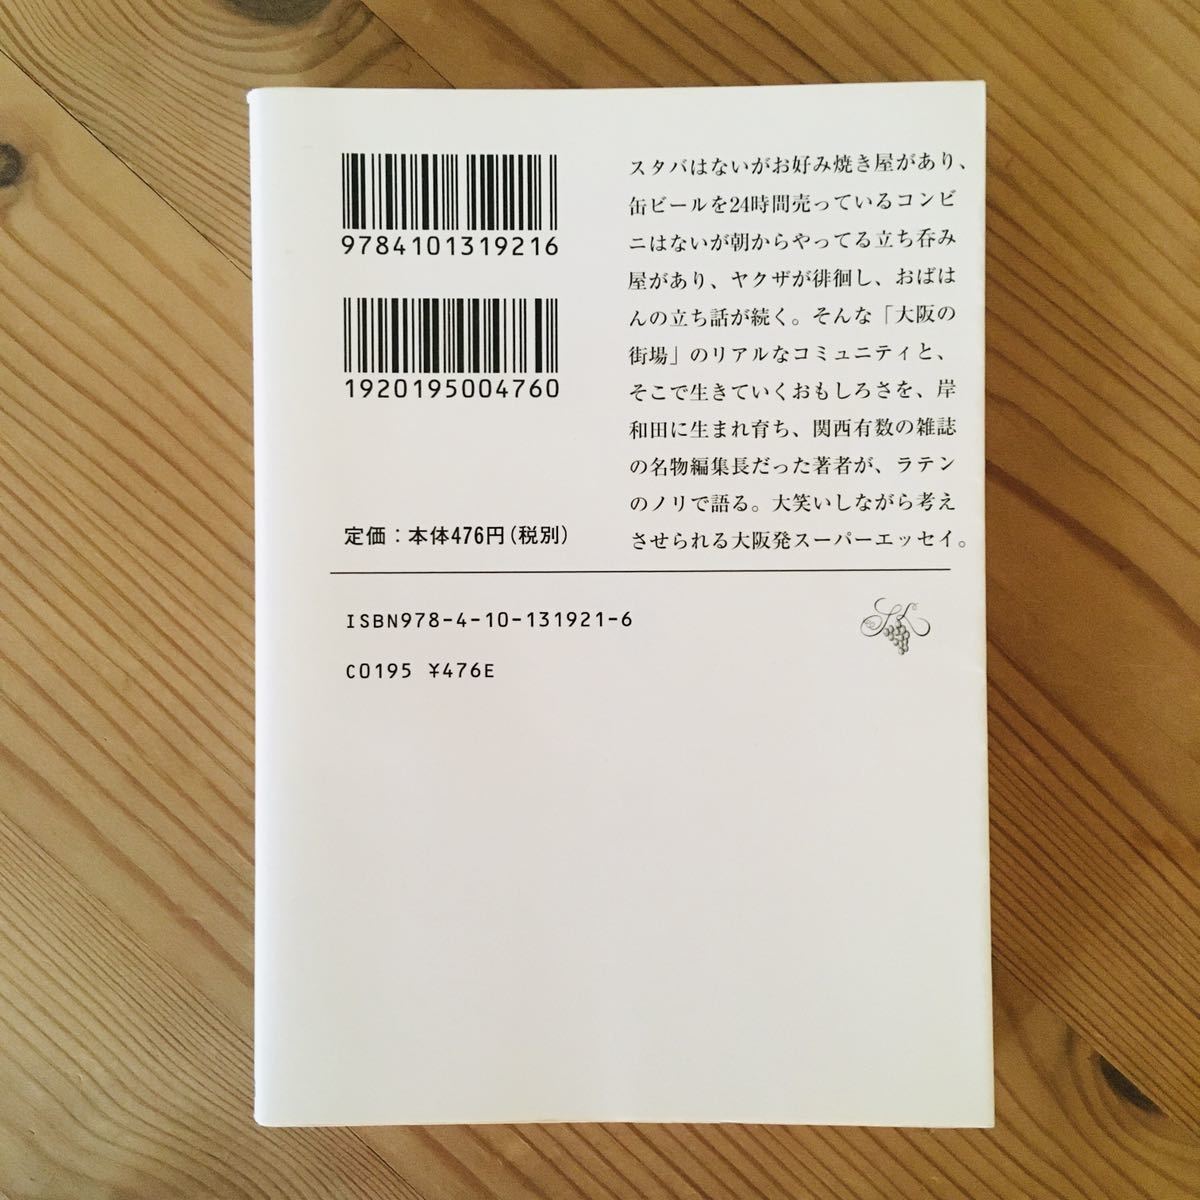 9784101319216
1920195004760
定価：本体476円（税別）
スタバはないがお好み焼き屋があり、
缶ビールを24時間売っているコンビ
ニはないが朝からやってる立ち呑み
屋があり、ヤクザが徘徊し、おばは
んの立ち話が続く。そんな「大阪の
街場」のリアルなコミュニティと、
そこで生きていくおもしろさを、岸
和田に生まれ育ち、関西有数の雑誌
の名物編集長だった著者が、ラテン
のノリで語る。大笑いしながら考え
させられる大阪発スーパーエッセイ。
ISBN978-4-10-131921-6
C0195 ¥476E